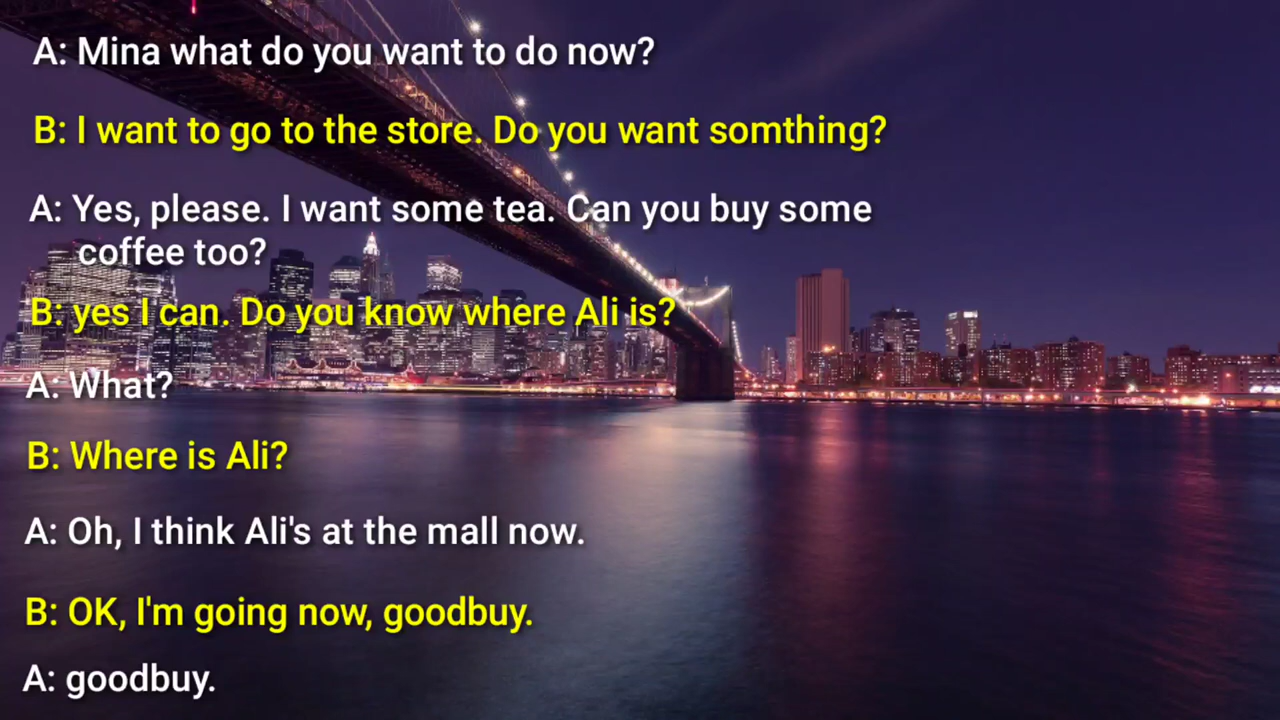 A: Mina what do you want to do now?
B: I want to go to the store. Do you want somthing?
A: Yes, please. I want some tea. Can you buy some
coffee too?
B: yes I can. Do you know where Ali is?
A: What?
B: Where is Ali?
A: Oh, I think Ali's at the mall now.
B: OK, I'm going now, goodbuy.
A: goodbuy.